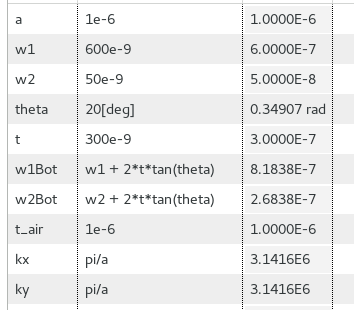 a 1e-6 1.0000E-6
w1 600e-9 6.0000E-7
w2 50e-9 5.0000E-8
theta 20[deg] 0.34907 rad
t 300e-9 3.0000E-7
w1Bot w1 + 2*t*tan(theta) 8.1838E-7
w2Bot w2 + 2*t*tan(theta) 2.6838E-7
t_air 1e-6 1.0000E-6
kx pi/a 3.1416E6
ky pi/a 3.1416E6